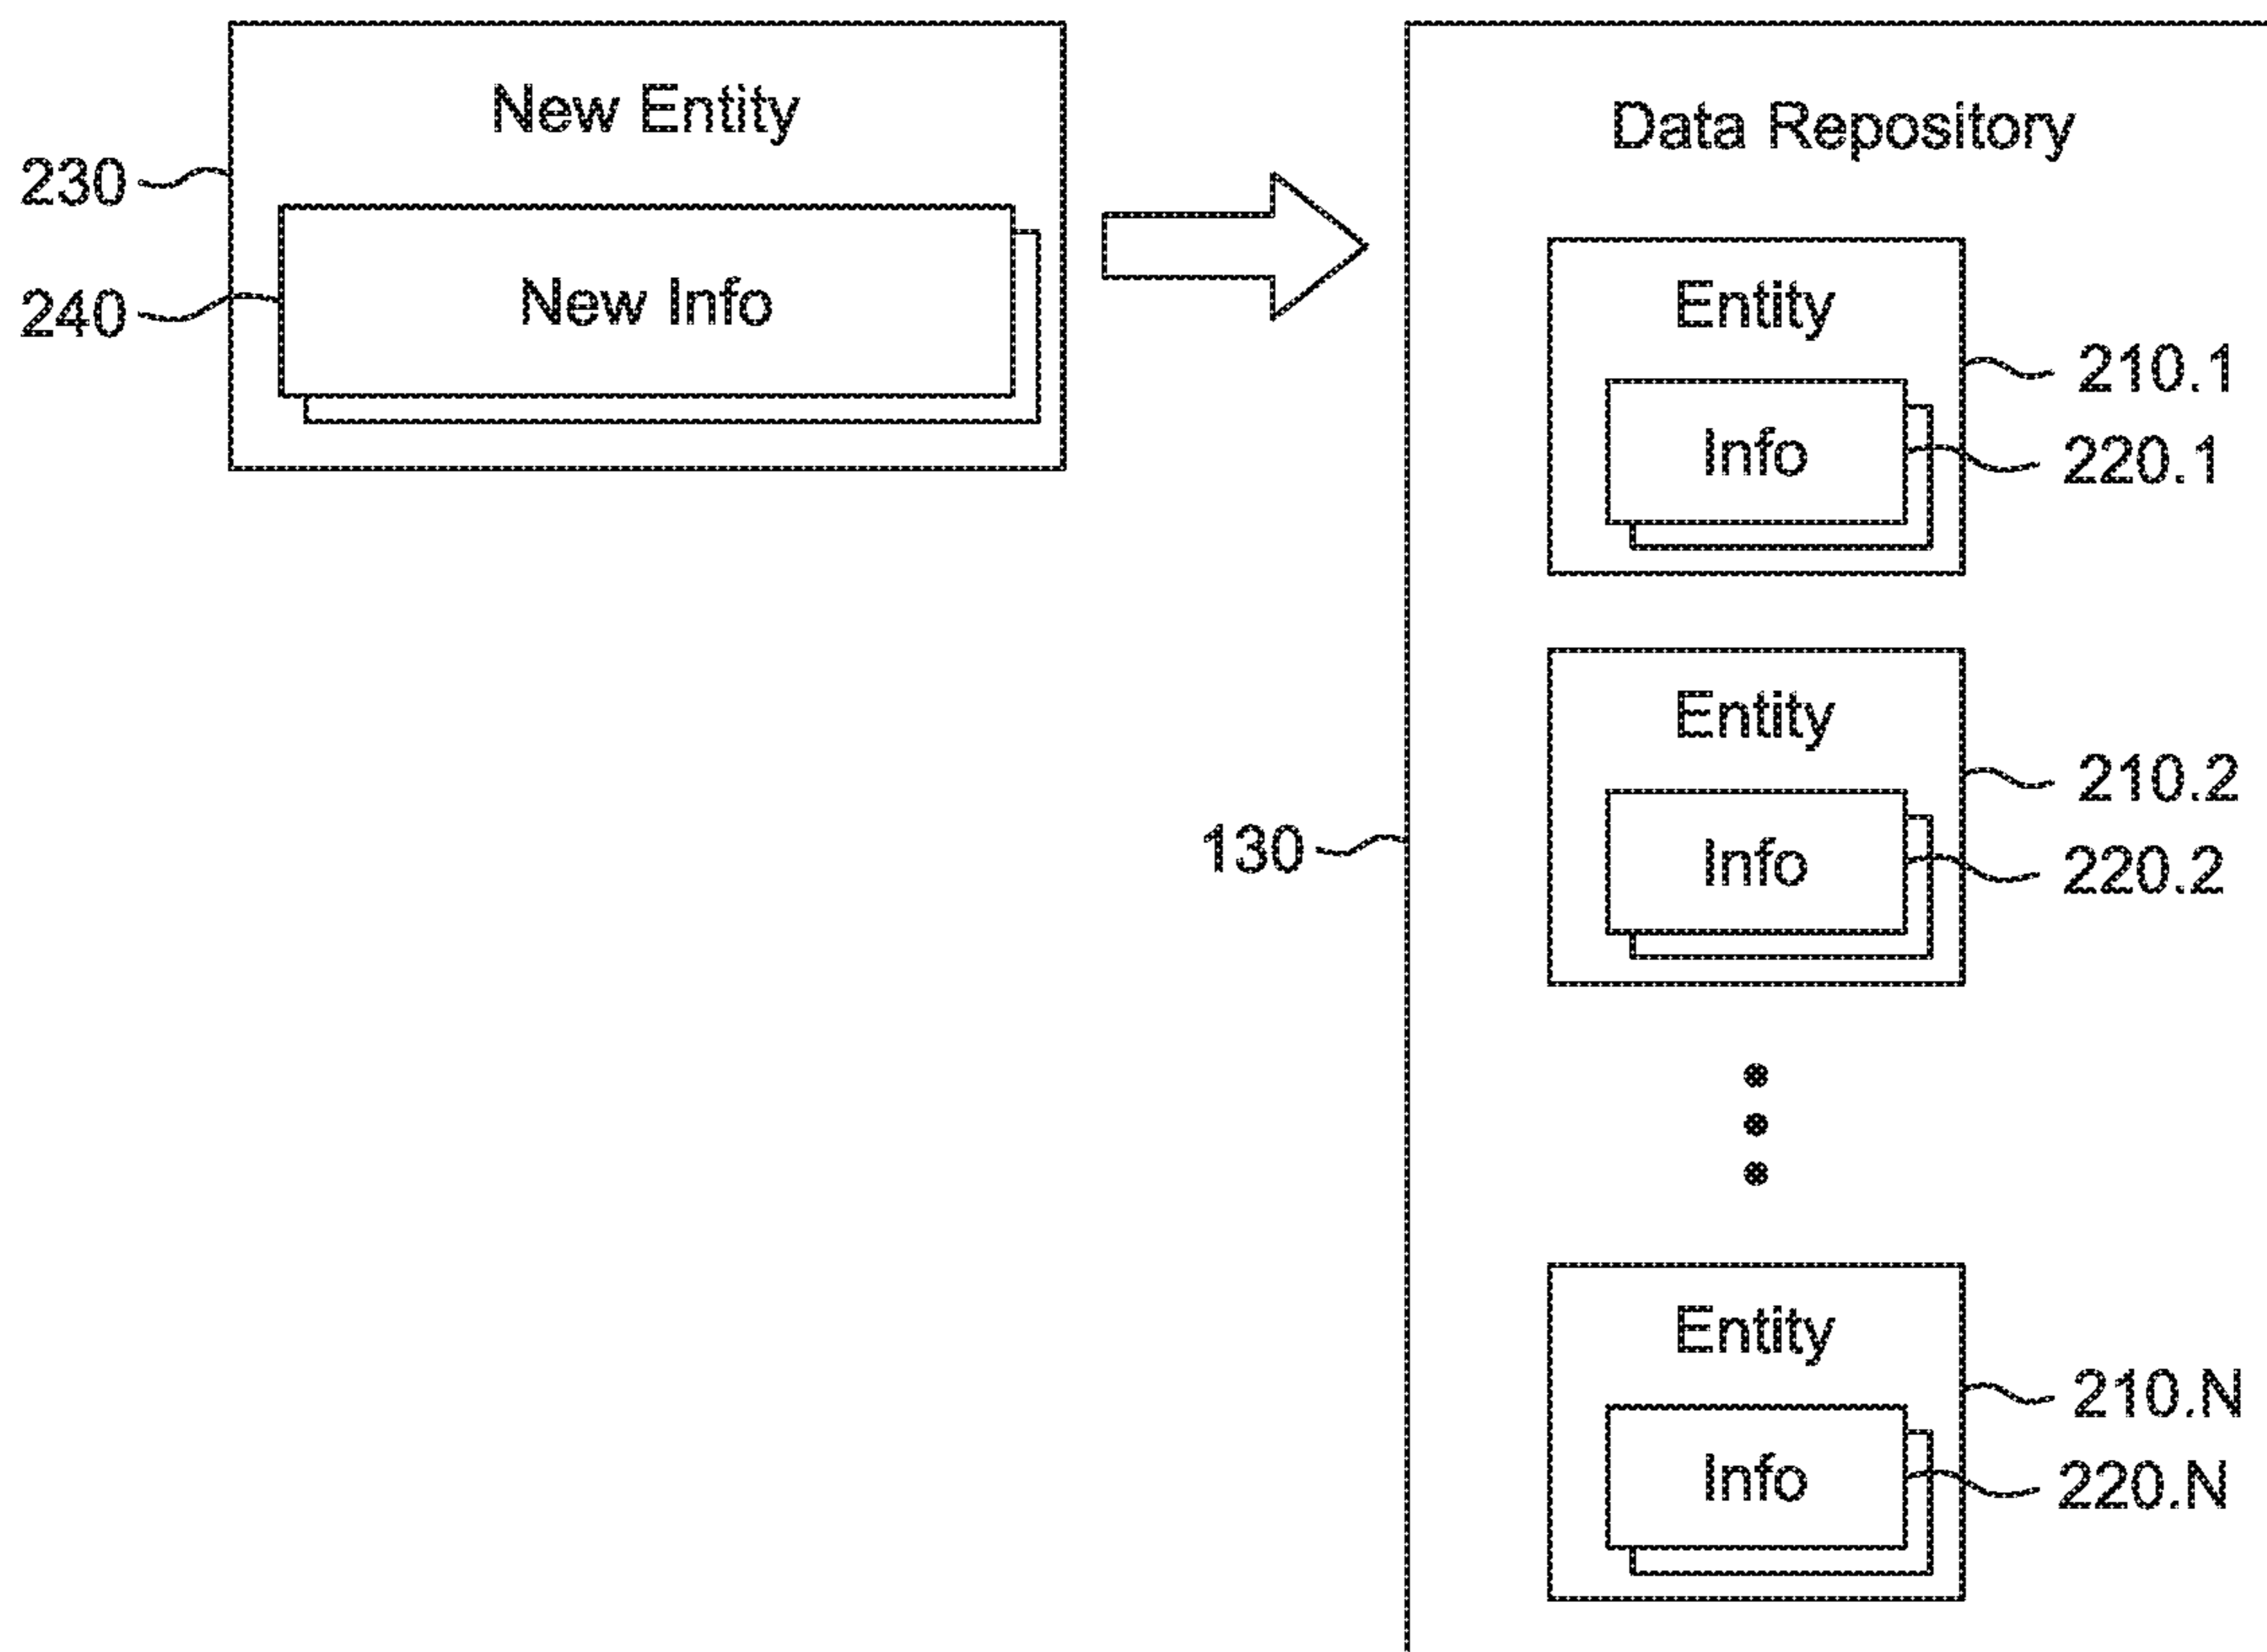 New Entity
230
New Info
240
Data Repository
Entity
210.1
Info
220.1
Entity
210.2
130
Info
220.2
Entity
210.N
Info
220.N